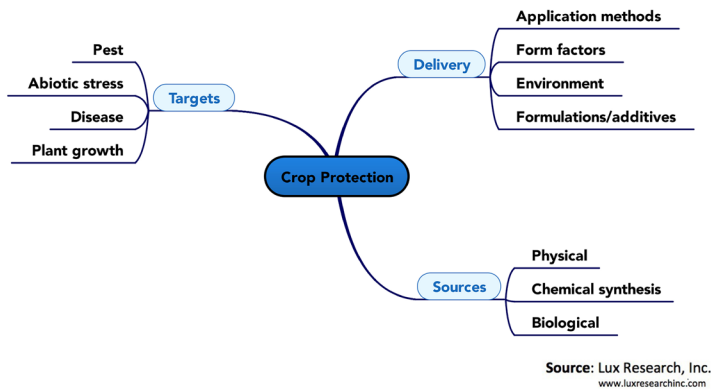 Application methods
Pest
Delivery
Form factors
Abiotic stress
Targets
Environment
Disease
Formulations/additives
Plant growth
Crop Protection
Physical
Sources
Chemical synthesis
Biological
Source: Lux Research, Inc.
www.luxresearchinc.com